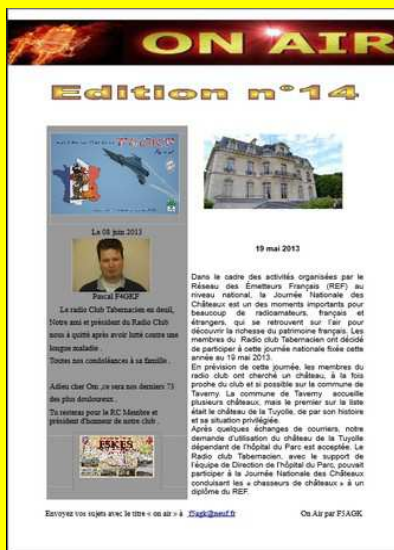 ON AIR
Edition n°14
Le 08 juin 2013
Pascal F4GKF
Le radio Club Tabernacien en deuil,
Notre ami et président du Radio Club
nous à quitté apres avoir lutté contre une
longue maladie .
Toutes nos condoléances à sa famille .
Adieu cher Om ,ce sera nos derniers 73
des plus douloureux .
Tu resteras pour le RC Membre et
président d'honneur de notre club .
19 mai 2013
Dans le cadre des activités organisées par le
Réseau des Émetteurs Français (REF) au
niveau national, la Journée Nationale des
Châteaux est un des moments importants pour
beaucoup de radioamateurs, français et
étrangers, qui se retrouvent sur l'air pour
découvrir la richesse du patrimoine français. Les
membres du Radio club Tabernacien ont décidé
de participer à cette journée nationale fixée cette
année au 19 mai 2013.
En prévision de cette journée, les membres du
radio club ont cherché un château, à la fois
proche du club et si possible sur la commune de
Taverny. La commune de Taverny accueille
plusieurs châteaux, mais le premier sur la liste
était le château de la Tuyolle, de par son histoire
et sa situation privilégiée.
Après quelques échanges de courriers, notre
demande d'utilisation du château de la Tuyolle
dépendant de l'hôpital du Parc est acceptée. Le
Radio club Tabernacien, avec le support de
l'équipe de Direction de l'hôpital du Parc, pouvait
participer à la Journée Nationale des Châteaux
conduisant les « chasseurs de châteaux » à un
diplôme du REF.
Envoyez vos sujets avec le titre « on air » à f5agk@neuf.fr
On Air par F5AGK